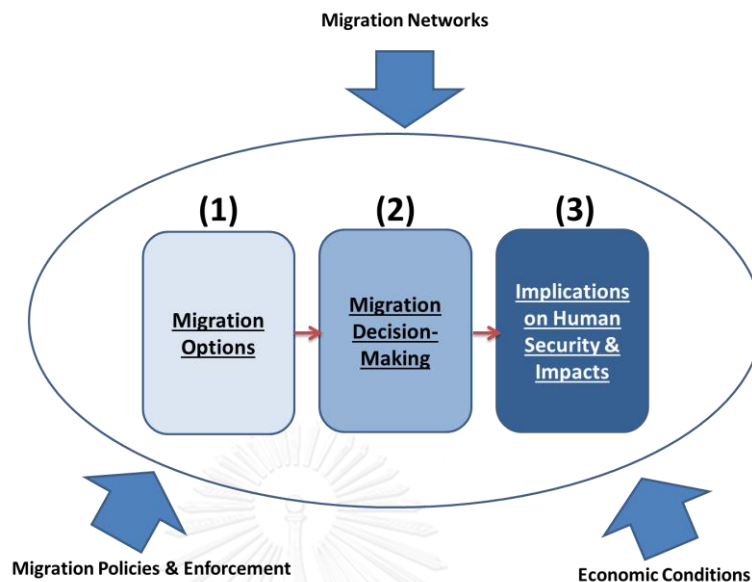 Migration Networks
(1)
(2)
(3)
Migration
Options
Migration
Decision-
Making
Implications
on Human
Security &
Impacts
Migration Policies & Enforcement
Economic Conditions